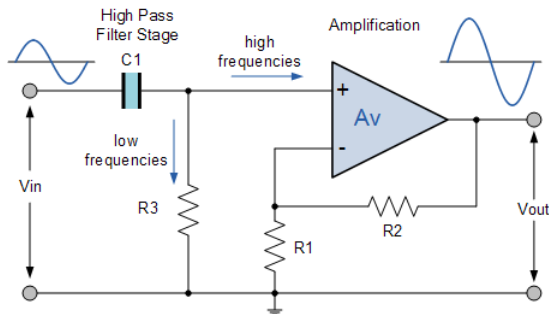 High Pass
Filter Stage
C1
high
frequencies
Amplification
+
Av
-
low
frequencies
Vin
R3
R1
R2
Vout